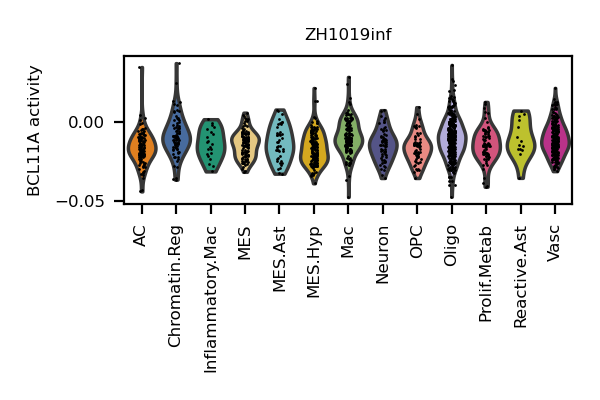 ZH1019inf
BCL11A activity
0.00
−0.05
AC
Chromatin.Reg
Inflammatory.Mac
MES
MES.Ast
MES.Hyp
Mac
Neuron
OPC
Oligo
Prolif.Metab
Reactive.Ast
Vasc